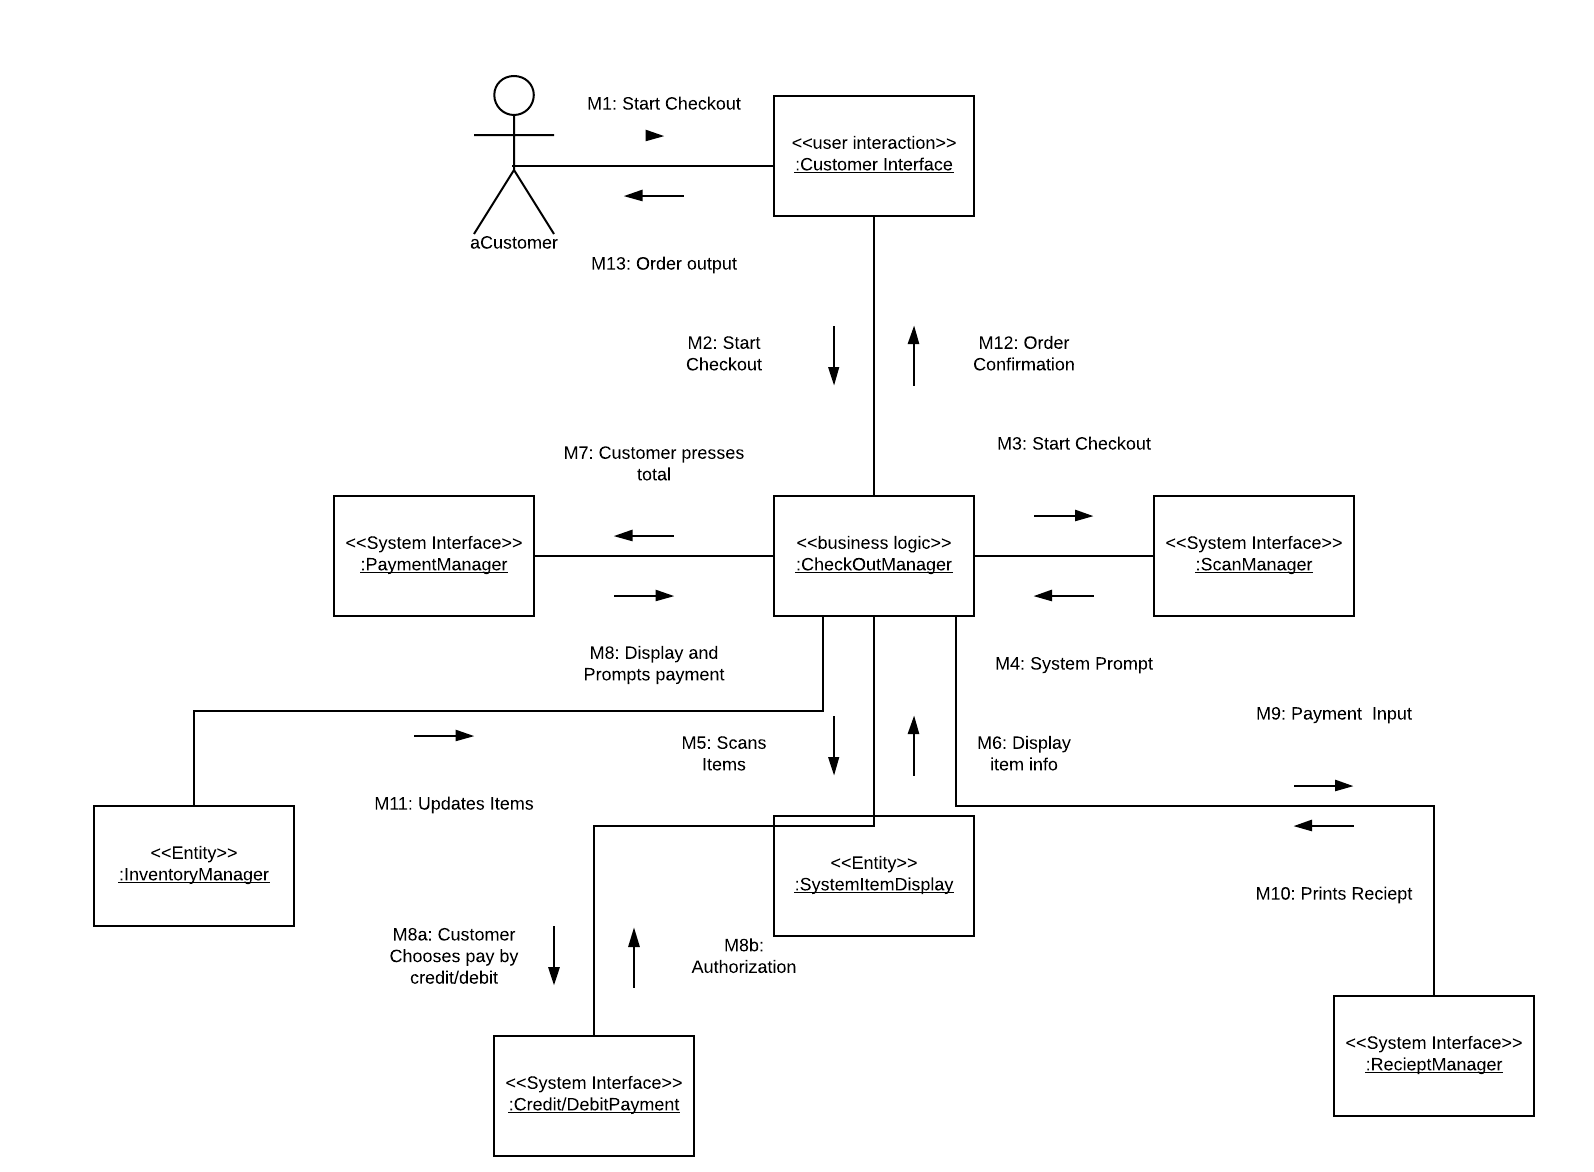 M1: Start Checkout
<<user interaction>>
:Customer Interface
aCustomer
M13: Order output
M2: Start
Checkout
M12: Order
Confirmation
M7: Customer presses
total
M3: Start Checkout
<<System Interface>>
:PaymentManager
<<business logic>>
:CheckOutManager
<<System Interface>>
:ScanManager
M8: Display and
Prompts payment
M4: System Prompt
M9: Payment  Input
M5: Scans
Items
M6: Display
item info
M11: Updates Items
<<Entity>>
:InventoryManager
<<Entity>>
:SystemItemDisplay
M10: Prints Reciept
M8a: Customer
Chooses pay by
credit/debit
M8b:
Authorization
<<System Interface>>
:RecieptManager
<<System Interface>>
:Credit/DebitPayment